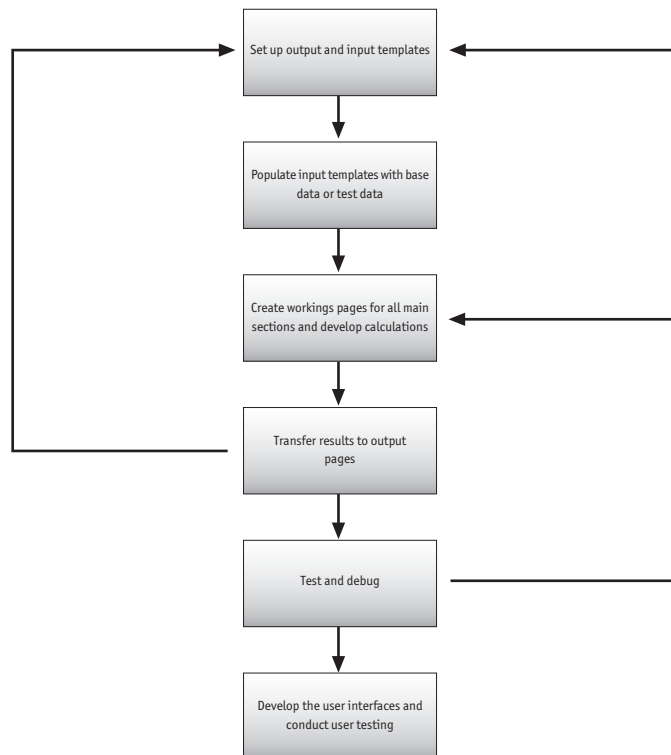 Set up output and input templates
Populate input templates with base
data or test data
Create workings pages for all main
sections and develop calculations
Transfer results to output
pages
Test and debug
Develop the user interfaces and
conduct user testing